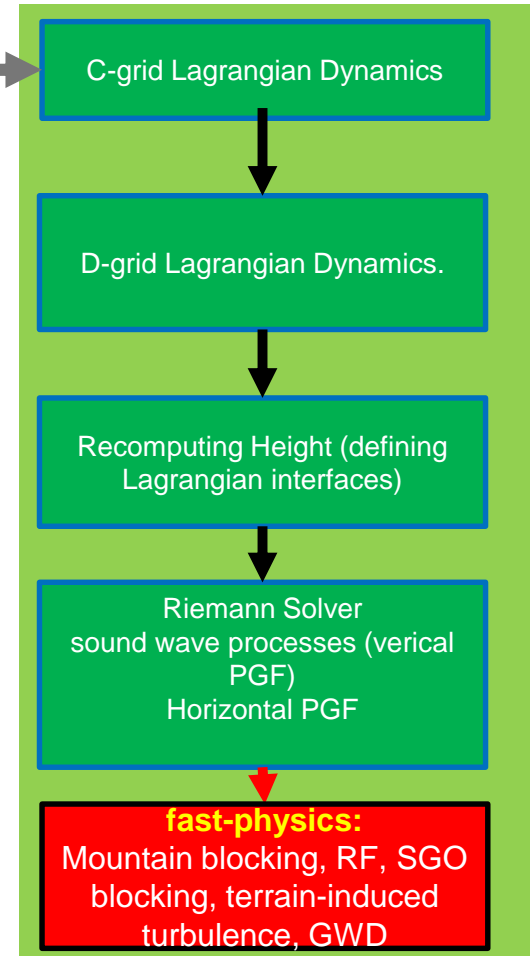 C-grid Lagrangian Dynamics
D-grid Lagrangian Dynamics.
Recomputing Height (defining
Lagrangian interfaces)
Riemann Solver
sound wave processes (verical
PGF)
Horizontal PGF
fast-physics:
Mountain blocking, RF, SGO
blocking, terrain-induced
turbulence, GWD